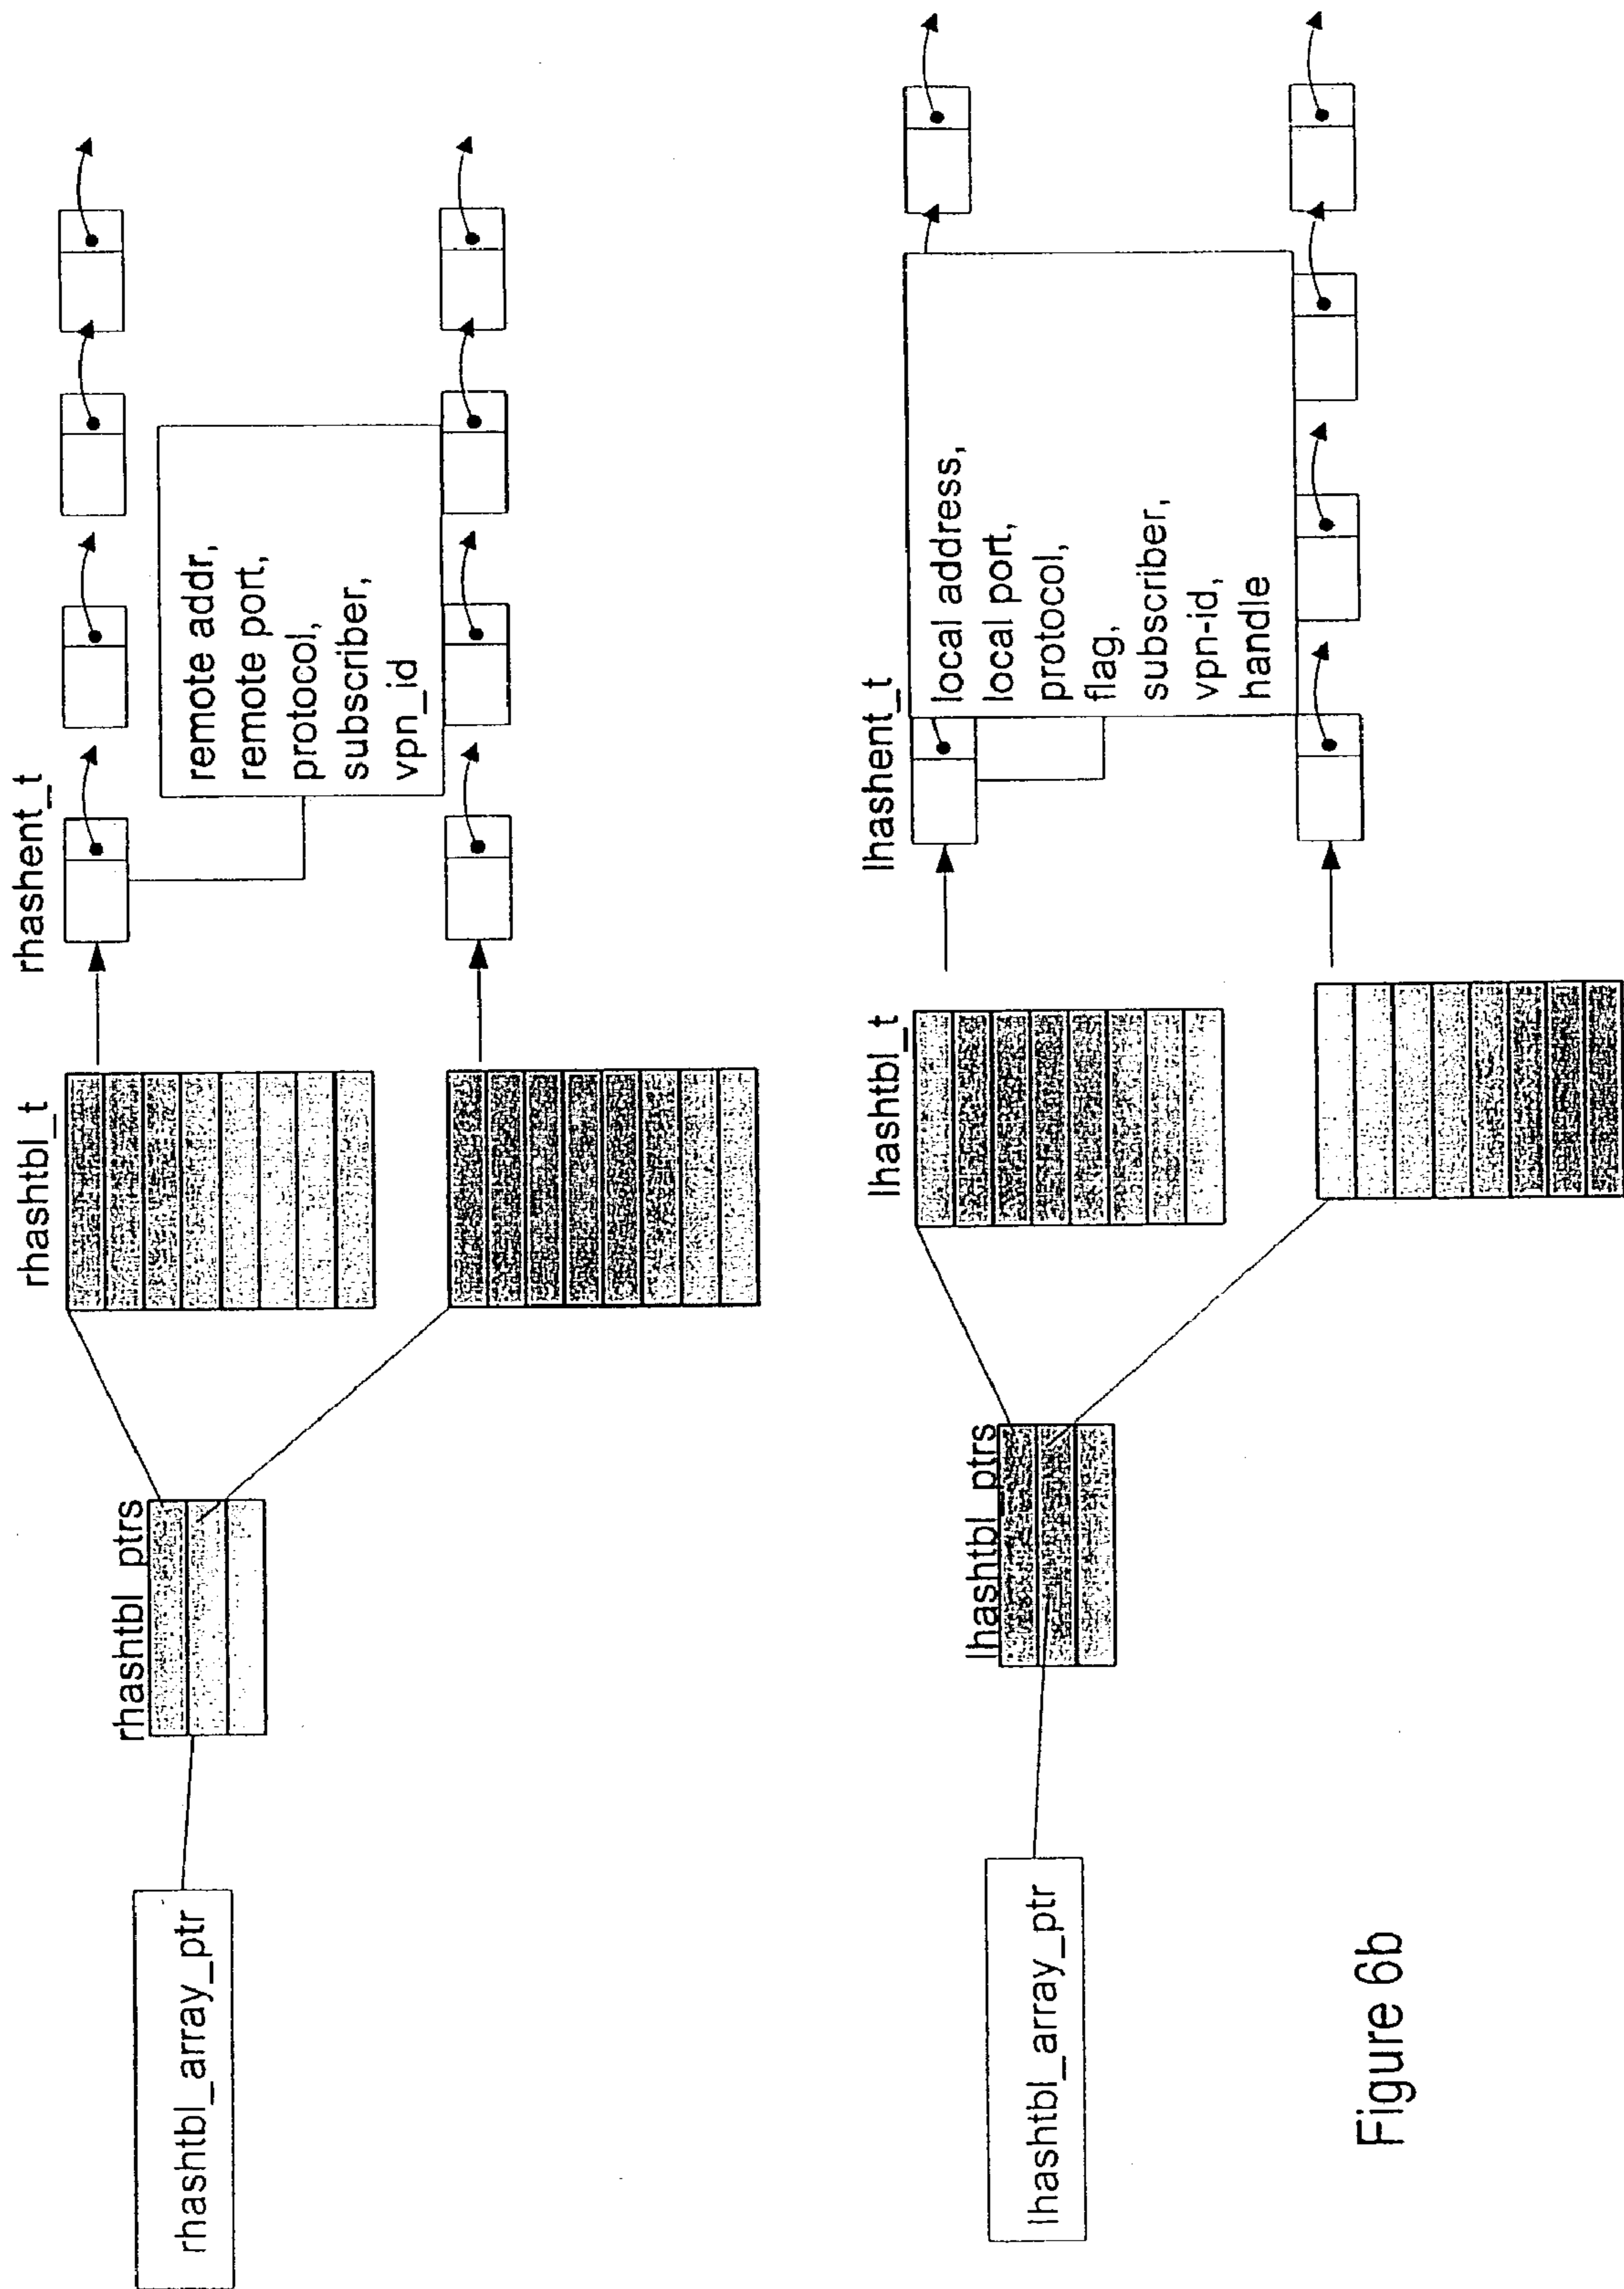 rhashtbl_array_ptr
rhashtbl_ptrs
rhashtbl_t
rhashent_t
remote addr,
remote port,
protocol,
subscriber,
vpn_id
lhashtbl_array_ptr
lhashtbl_ptrs
lhashtbl_t
lhashent_t
local address,
local port,
protocol,
flag,
subscriber,
vpn-id,
handle
Figure 6b